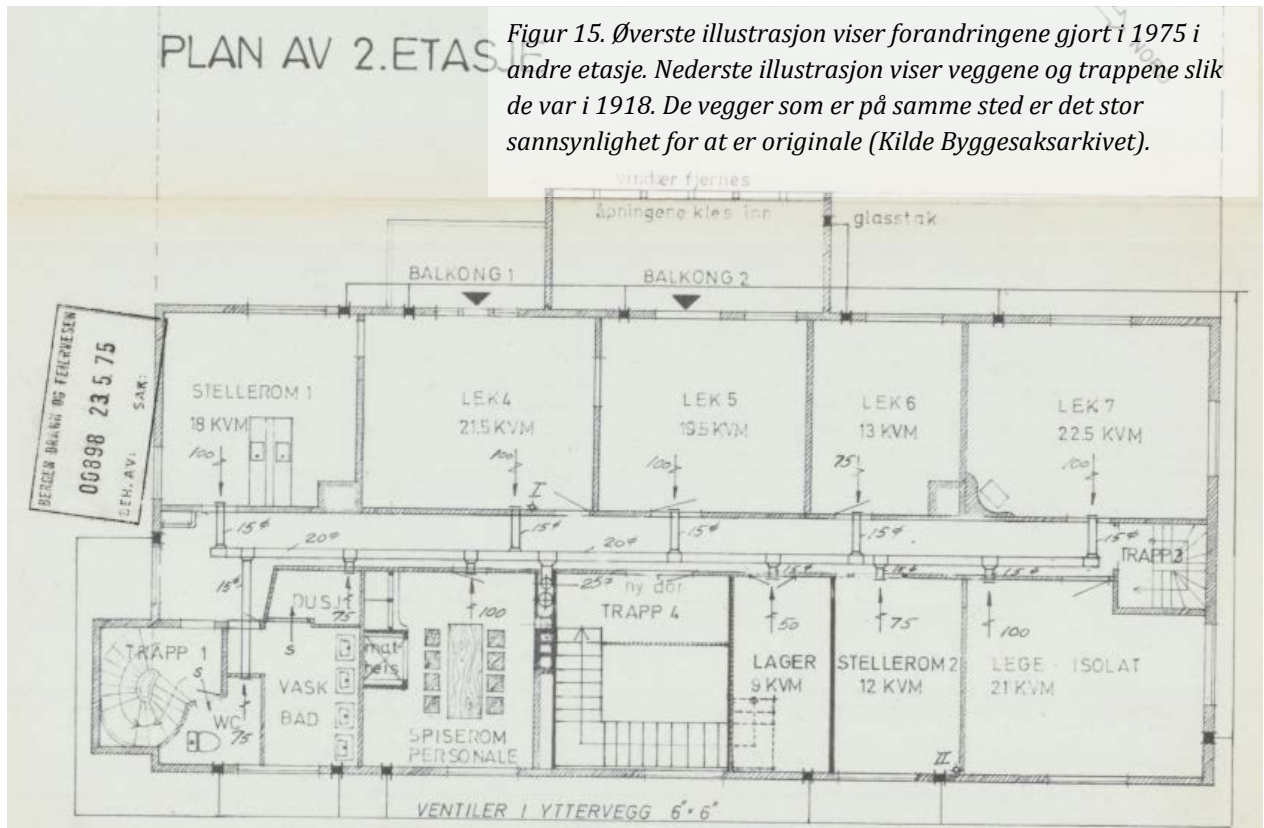 PLAN AV 2.ETASJE
Figur 15. Øverste illustrasjon viser forandringene gjort i 1975 i
andre etasje. Nederste illustrasjon viser veggene og trappene slik
de var i 1918. De vegger som er på samme sted er det stor
sannsynlighet for at er originale (Kilde Byggesaksarkivet).
NORD
vinduer fjernes
åpningene kles inn
glasstak
BALKONG 1
BALKONG 2
BERGEN BRANN OG FEIERVESEN
00898 23.5.75
BEH. AV: SAK:
STELLEROM 1
18 KVM
100
LEK 4
21.5 KVM
100
LEK 5
19.5 KVM
100
LEK 6
13 KVM
75
LEK 7
22.5 KVM
100
I
15⌀
15⌀
15⌀
15⌀
15⌀
20⌀
20⌀
TRAPP 3
15⌀
25⌀
15⌀
15⌀
15⌀
DUSJ
75
100
ny dør
TRAPP 4
50
75
100
TRAPP 1
S
S
mat-
heis
WC
75
VASK
BAD
SPISEROM
PERSONALE
LAGER
9 KVM
STELLEROM 2
12 KVM
LEGE - ISOLAT
21 KVM
II
VENTILER I YTTERVEGG 6"×6"